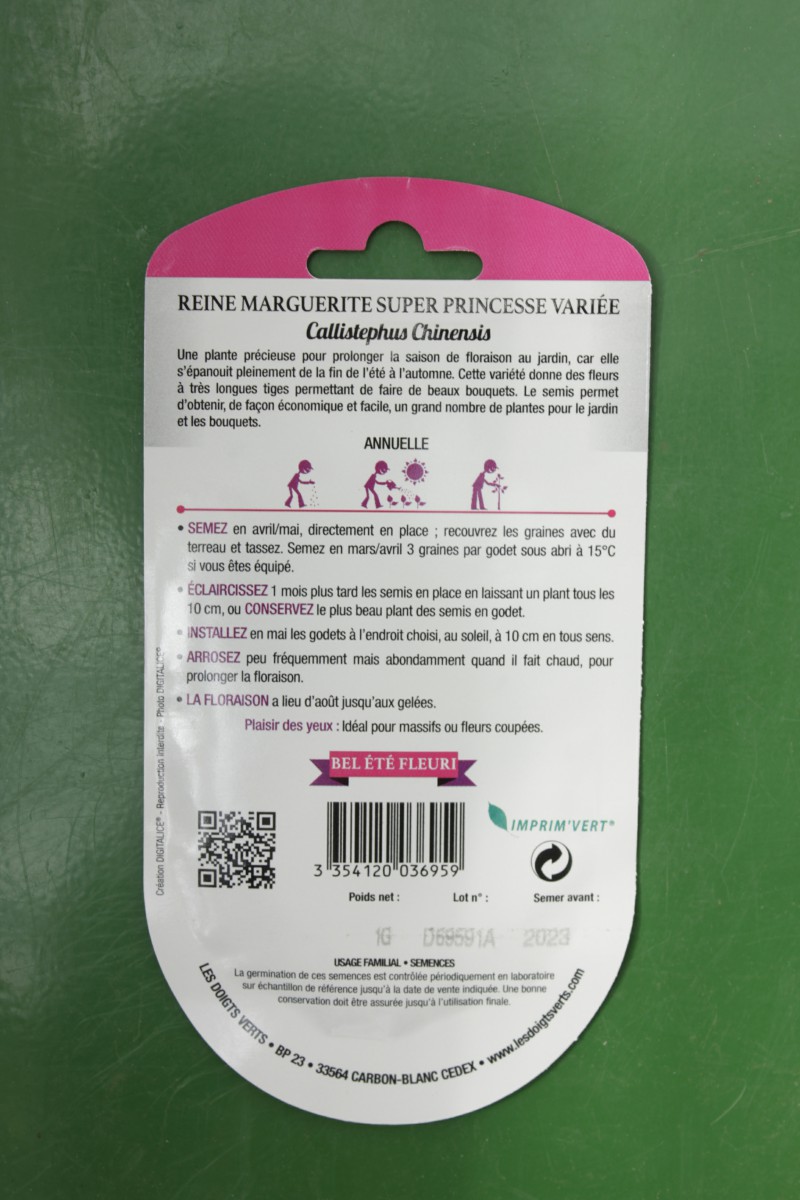 REINE MARGUERITE SUPER PRINCESSE VARIÉE
Callistephus Chinensis
Une plante précieuse pour prolonger la saison de floraison au jardin, car elle
s'épanouit pleinement de la fin de l'été à l'automne. Cette variété donne des fleurs
à très longues tiges permettant de faire de beaux bouquets. Le semis permet
d'obtenir, de façon économique et facile, un grand nombre de plantes pour le jardin
et les bouquets.
ANNUELLE
• SEMEZ en avril/mai, directement en place ; recouvrez les graines avec du
terreau et tassez. Semez en mars/avril 3 graines par godet sous abri à 15°C
si vous êtes équipé.
• ÉCLAIRCISSEZ 1 mois plus tard les semis en place en laissant un plant tous les
10 cm, ou CONSERVEZ le plus beau plant des semis en godet.
• INSTALLEZ en mai les godets à l'endroit choisi, au soleil, à 10 cm en tous sens.
• ARROSEZ peu fréquemment mais abondamment quand il fait chaud, pour
prolonger la floraison.
• LA FLORAISON a lieu d'août jusqu'aux gelées.
Plaisir des yeux : Idéal pour massifs ou fleurs coupées.
BEL ÉTÉ FLEURI
Création DIGITALICE® - Reproduction interdite - Photo DIGITALICE®
IMPRIM'VERT®
3 354120 036959
Poids net : Lot n° : Semer avant :
1G D69591A 2023
USAGE FAMILIAL • SEMENCES
La germination de ces semences est contrôlée périodiquement en laboratoire
sur échantillon de référence jusqu'à la date de vente indiquée. Une bonne
conservation doit être assurée jusqu'à l'utilisation finale.
LES DOIGTS VERTS • BP 23 • 33564 CARBON-BLANC CEDEX • www.lesdoigtsverts.com